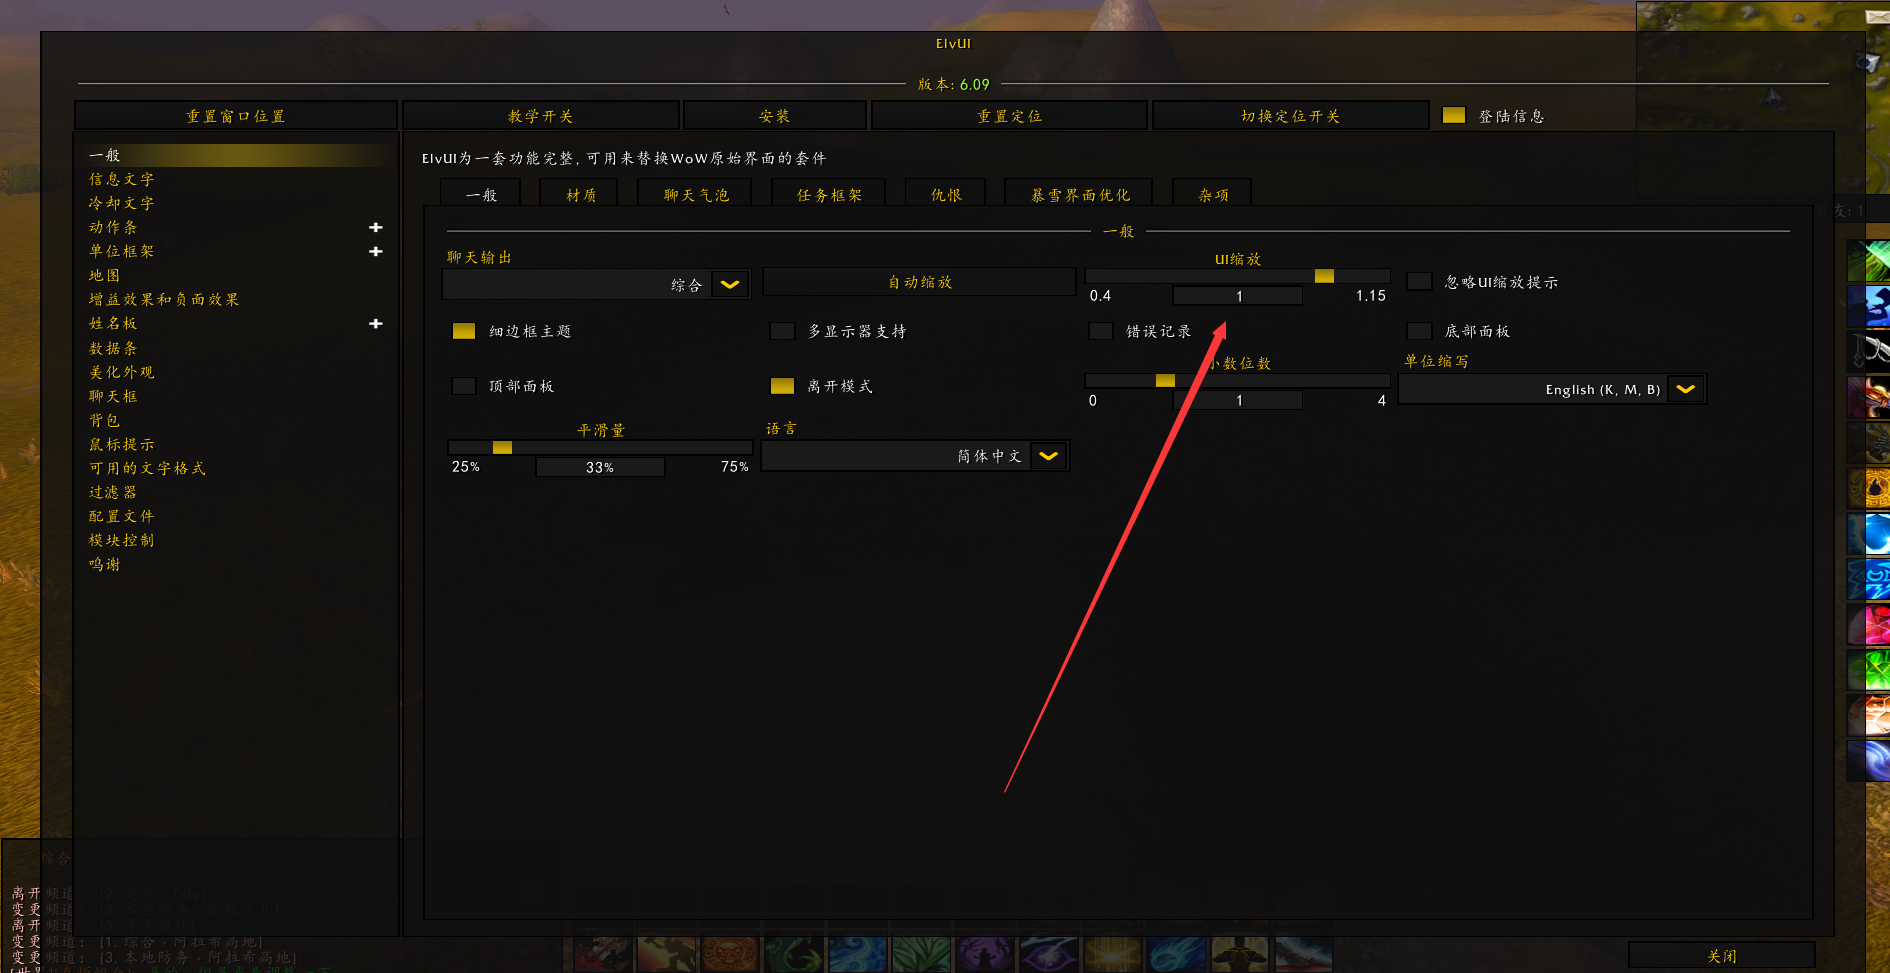 ElvUI
版本: 6.09
重置窗口位置 教学开关 安装 重置定位 切换定位开关 登陆信息
一般
信息文字
冷却文字
动作条
单位框架
地图
增益效果和负面效果
姓名板
数据条
美化外观
聊天框
背包
鼠标提示
可用的文字格式
过滤器
配置文件
模块控制
鸣谢
ElvUI为一套功能完整, 可用来替换WoW原始界面的套件
一般 材质 聊天气泡 任务框架 仇恨 暴雪界面优化 杂项
一般
聊天输出
综合
自动缩放
UI缩放
0.4 1 1.15
忽略UI缩放提示
细边框主题 多显示器支持 错误记录 底部面板
顶部面板 离开模式
小数位数
0 1 4
单位缩写
English (K, M, B)
平滑量
25% 33% 75%
语言
简体中文
友: 1
综合
离开频道:
变更频道:
离开频道:
变更频道: [1. 综合 - 阿拉希高地]
变更频道: [3. 本地防务 - 阿拉希高地]
关闭